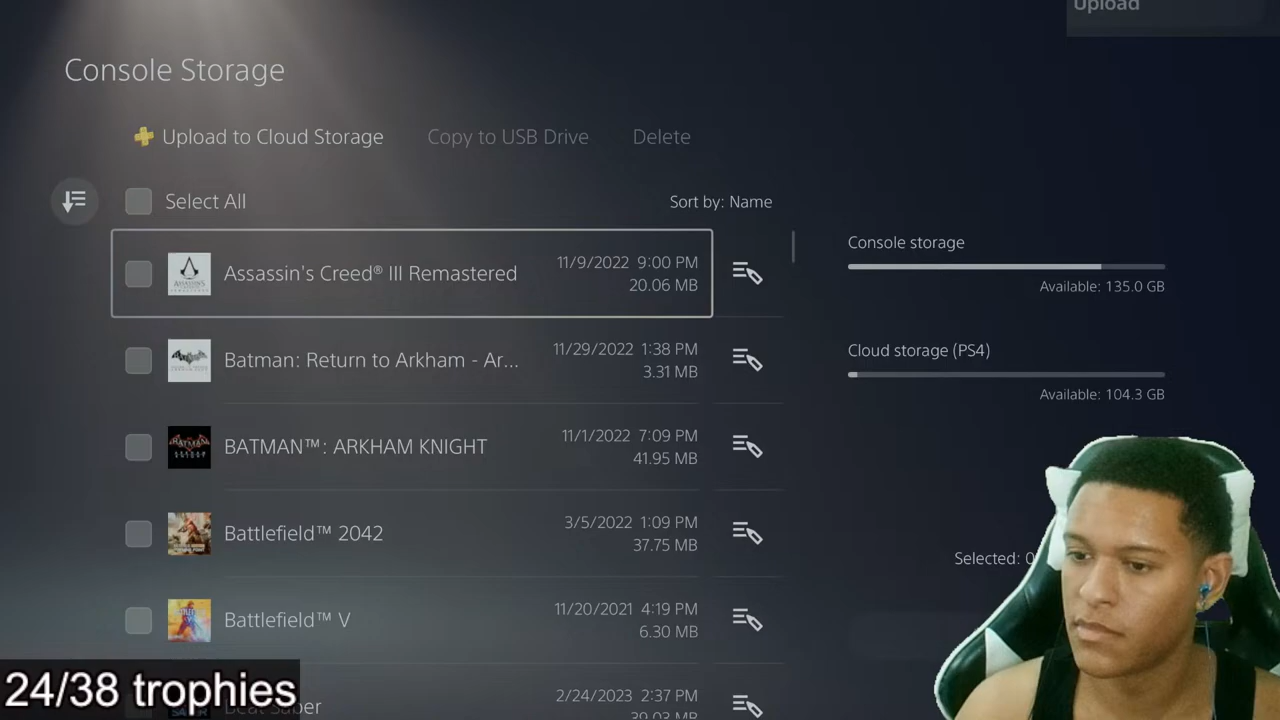 Upload
Console Storage
Upload to Cloud Storage Copy to USB Drive Delete
Select All
Sort by: Name
Assassin's Creed® III Remastered
11/9/2022 9:00 PM
20.06 MB
Batman: Return to Arkham - Ar...
11/29/2022 1:38 PM
3.31 MB
BATMAN™: ARKHAM KNIGHT
11/1/2022 7:09 PM
41.95 MB
Battlefield™ 2042
3/5/2022 1:09 PM
37.75 MB
Battlefield™ V
11/20/2021 4:19 PM
6.30 MB
Beat Saber
2/24/2023 2:37 PM
39.03 MB
Console storage
Available: 135.0 GB
Cloud storage (PS4)
Available: 104.3 GB
Selected: 0
24/38 trophies